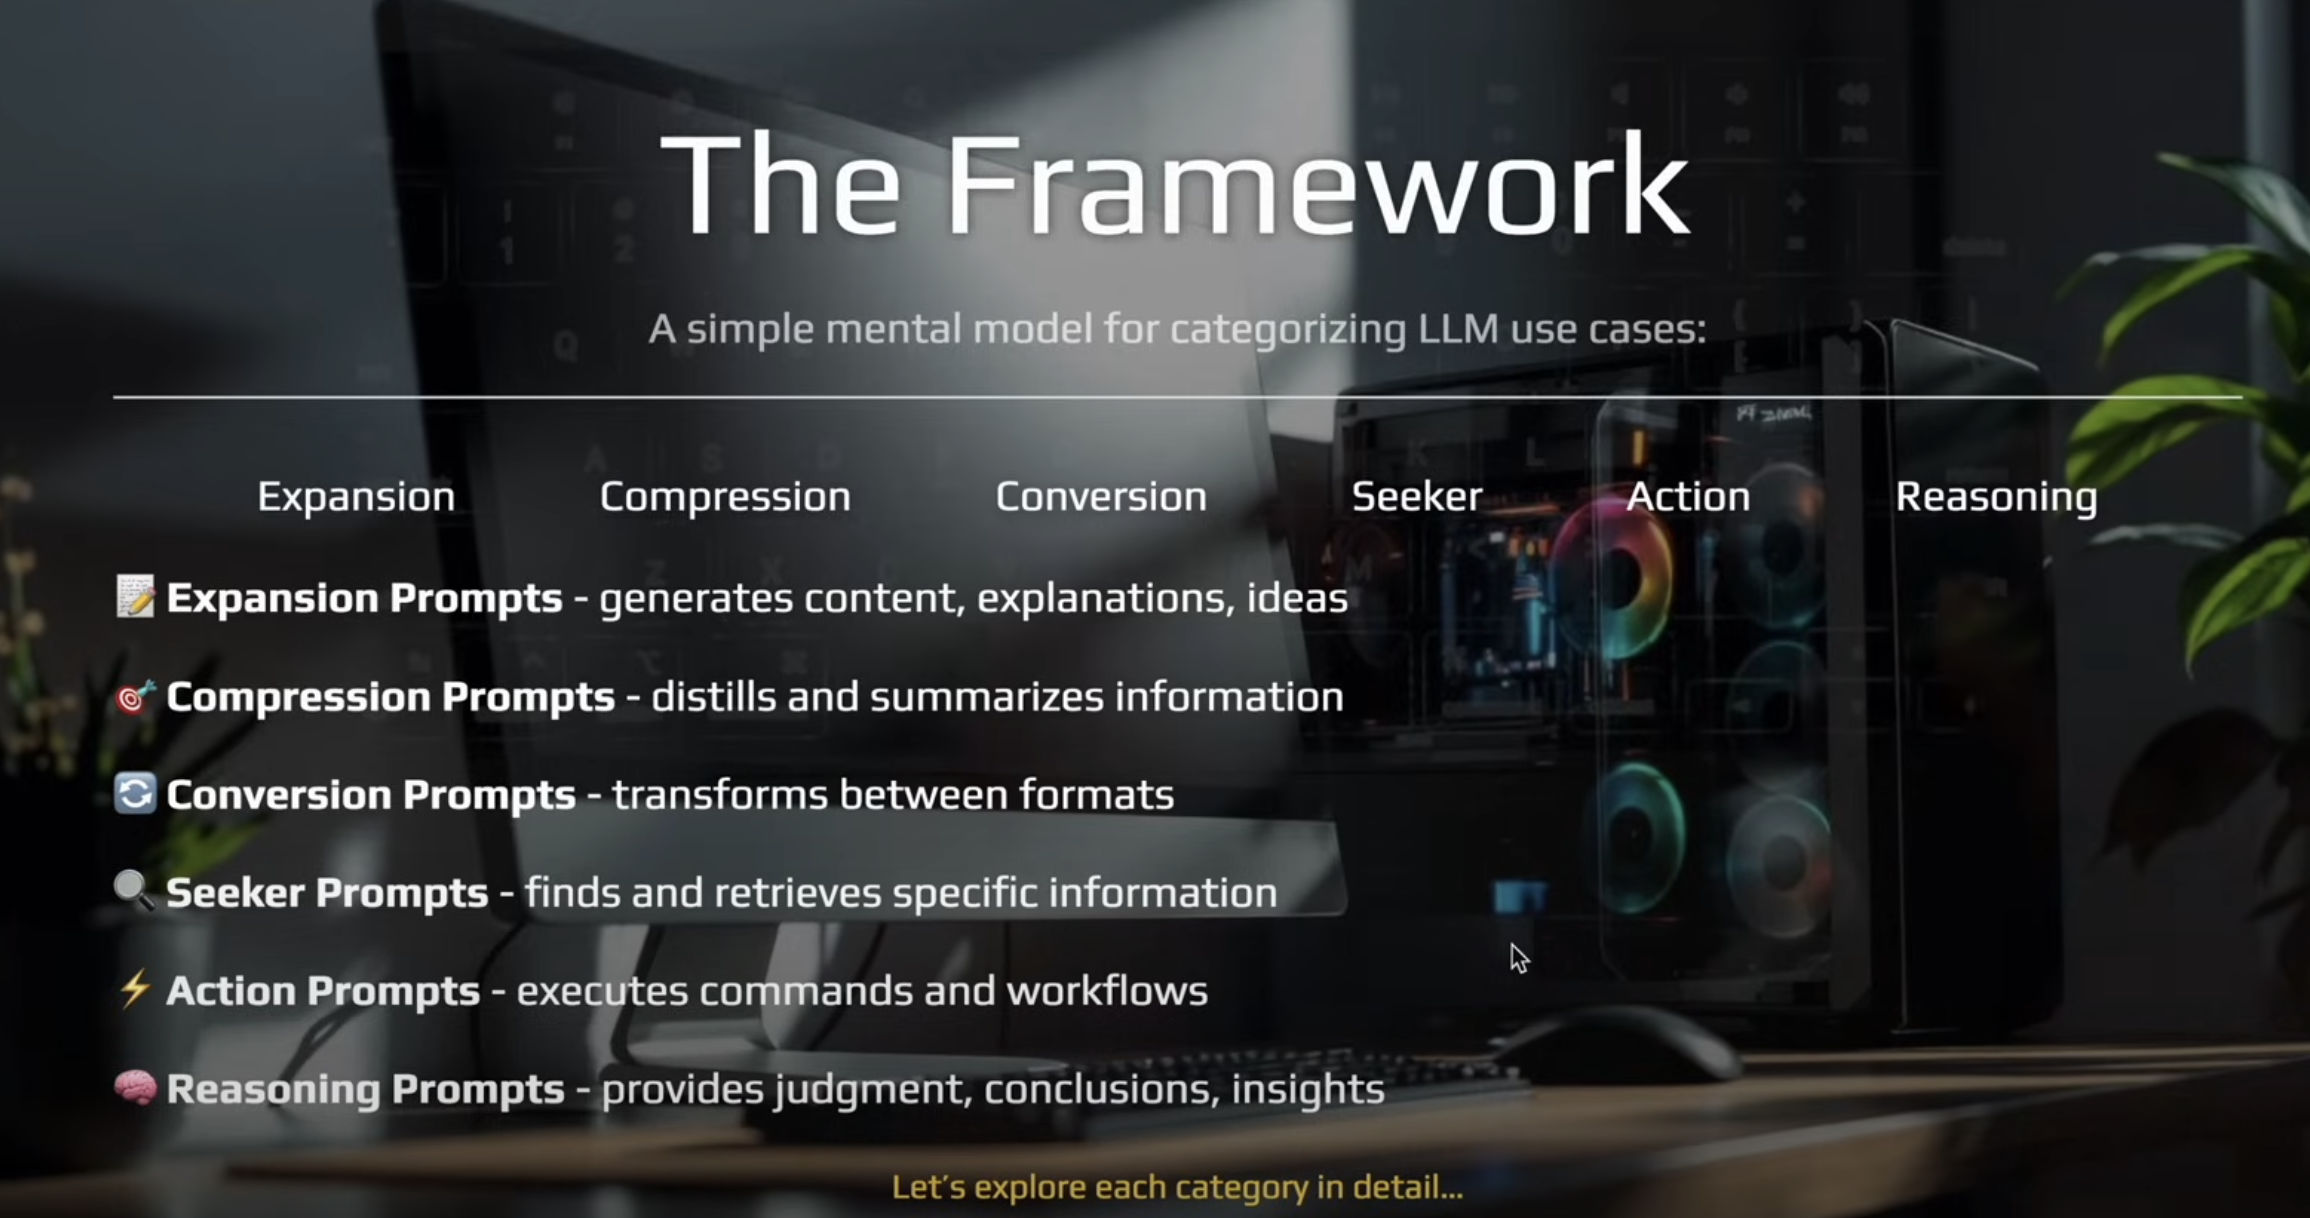 The Framework
A simple mental model for categorizing LLM use cases:
Expansion Compression Conversion Seeker Action Reasoning
📝 Expansion Prompts - generates content, explanations, ideas
🎯 Compression Prompts - distills and summarizes information
🔄 Conversion Prompts - transforms between formats
🔍 Seeker Prompts - finds and retrieves specific information
⚡ Action Prompts - executes commands and workflows
🧠 Reasoning Prompts - provides judgment, conclusions, insights
Let's explore each category in detail...